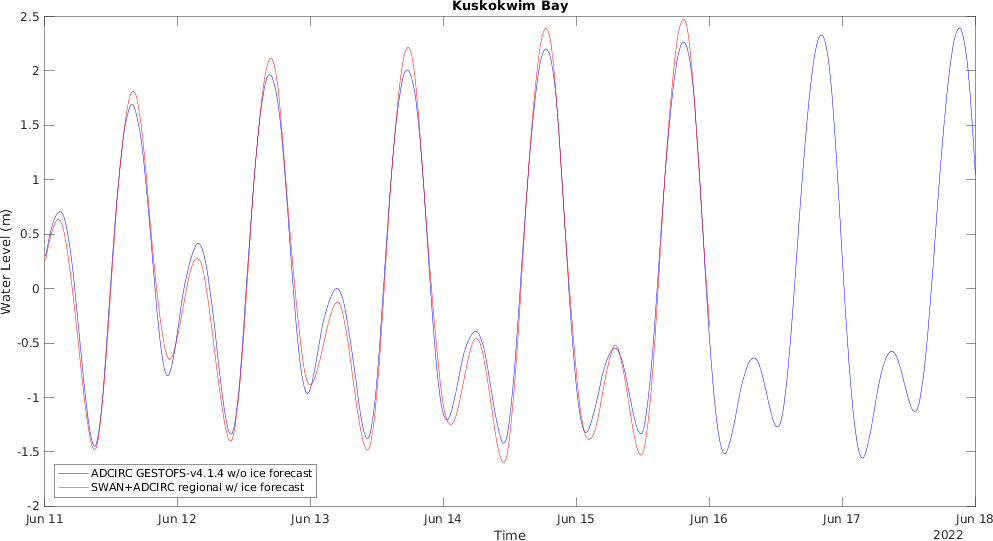 Kuskokwim Bay
2.5
2
1.5
1
0.5
0
-0.5
-1
-1.5
-2
Water Level (m)
ADCIRC GESTOFS-v4.1.4 w/o ice forecast
SWAN+ADCIRC regional w/ ice forecast
Jun 11 Jun 12 Jun 13 Jun 14 Jun 15 Jun 16 Jun 17 Jun 18
Time 2022